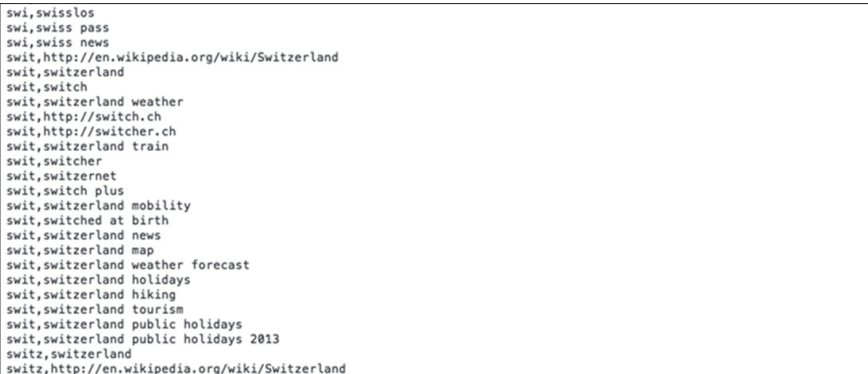 swi,swisslos
swi,swiss pass
swi,swiss news
swit,http://en.wikipedia.org/wiki/Switzerland
swit,switzerland
swit,switch
swit,switzerland weather
swit,http://switch.ch
swit,http://switcher.ch
swit,switzerland train
swit,switcher
swit,switzernet
swit,switch plus
swit,switzerland mobility
swit,switched at birth
swit,switzerland news
swit,switzerland map
swit,switzerland weather forecast
swit,switzerland holidays
swit,switzerland hiking
swit,switzerland tourism
swit,switzerland public holidays
swit,switzerland public holidays 2013
switz,switzerland
switz,http://en.wikipedia.org/wiki/Switzerland